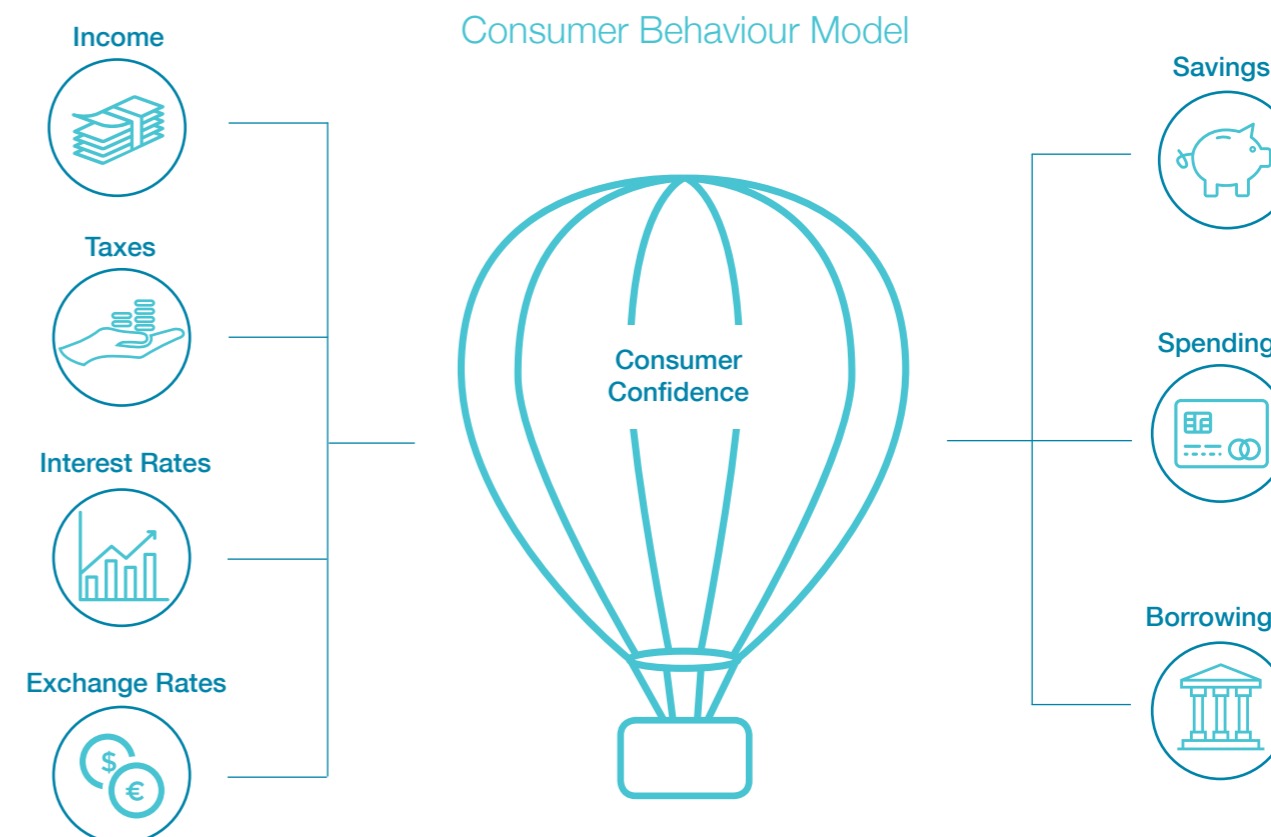 Consumer Behaviour Model
Income
Taxes
Interest Rates
Exchange Rates
$
€
Consumer
Confidence
Savings
Spending
Borrowing